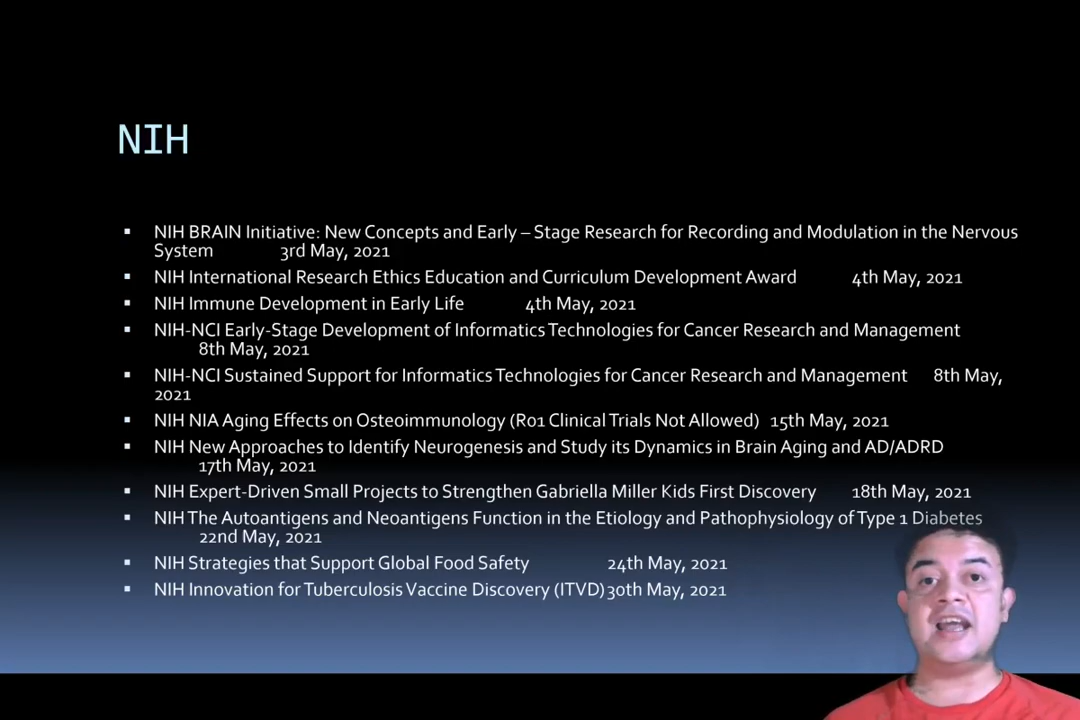 NIH
NIH BRAIN Initiative: New Concepts and Early – Stage Research for Recording and Modulation in the Nervous
System 3rd May, 2021
NIH International Research Ethics Education and Curriculum Development Award 4th May, 2021
NIH Immune Development in Early Life 4th May, 2021
NIH-NCI Early-Stage Development of Informatics Technologies for Cancer Research and Management
8th May, 2021
NIH-NCI Sustained Support for Informatics Technologies for Cancer Research and Management 8th May,
2021
NIH NIA Aging Effects on Osteoimmunology (R01 Clinical Trials Not Allowed) 15th May, 2021
NIH New Approaches to Identify Neurogenesis and Study its Dynamics in Brain Aging and AD/ADRD
17th May, 2021
NIH Expert-Driven Small Projects to Strengthen Gabriella Miller Kids First Discovery 18th May, 2021
NIH The Autoantigens and Neoantigens Function in the Etiology and Pathophysiology of Type 1 Diabetes
22nd May, 2021
NIH Strategies that Support Global Food Safety 24th May, 2021
NIH Innovation for Tuberculosis Vaccine Discovery (ITVD) 30th May, 2021